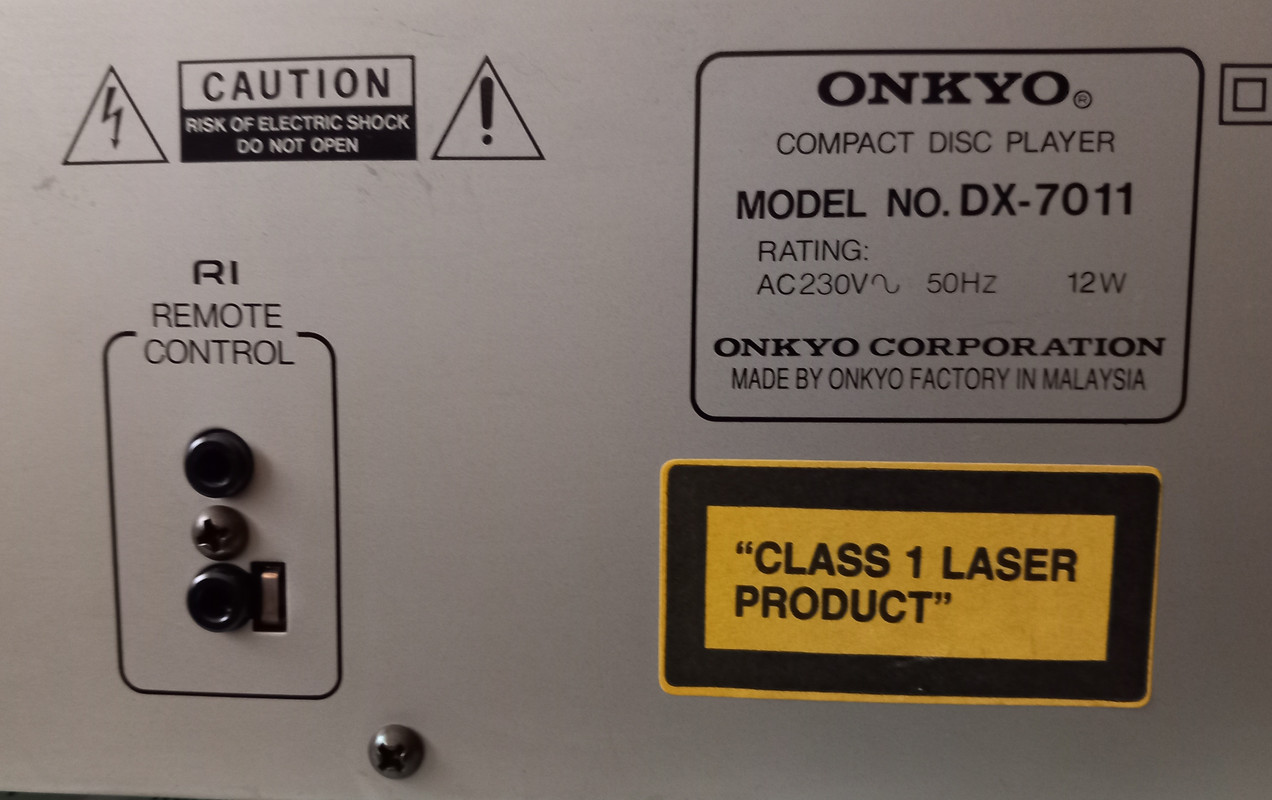 CAUTION
RISK OF ELECTRIC SHOCK
DO NOT OPEN
RI
REMOTE
CONTROL
ONKYO®
COMPACT DISC PLAYER
MODEL NO. DX-7011
RATING:
AC230V∿ 50Hz 12W
ONKYO CORPORATION
MADE BY ONKYO FACTORY IN MALAYSIA
“CLASS 1 LASER
PRODUCT”